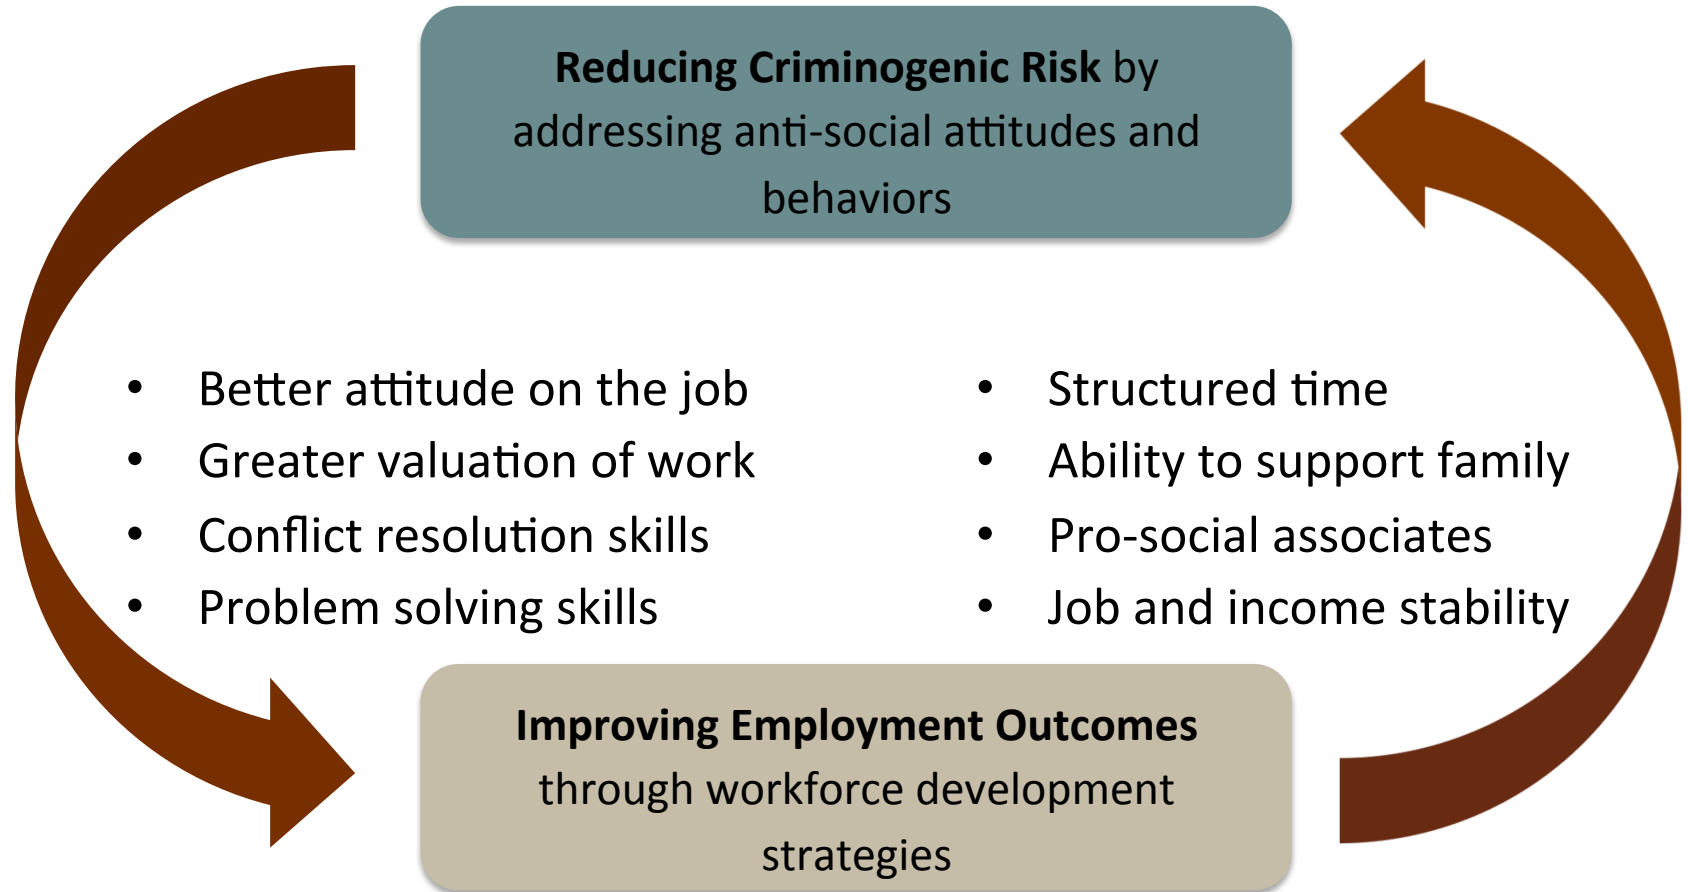 Reducing Criminogenic Risk by
addressing anti-social attitudes and
behaviors
• Better attitude on the job
• Greater valuation of work
• Conflict resolution skills
• Problem solving skills
• Structured time
• Ability to support family
• Pro-social associates
• Job and income stability
Improving Employment Outcomes
through workforce development
strategies